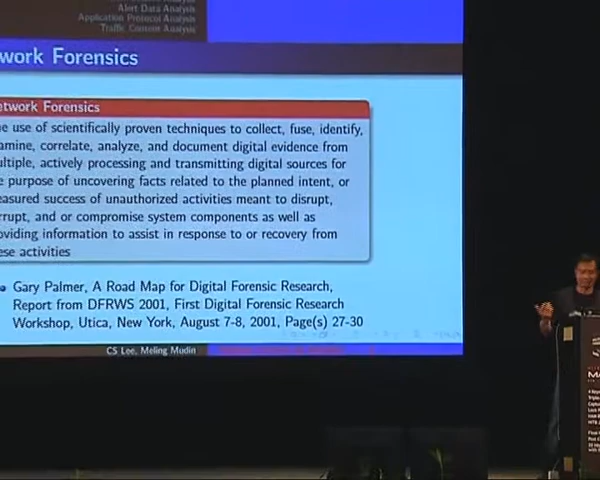 Alert Data Analysis
Application Protocol Analysis
Traffic Content Analysis
work Forensics
etwork Forensics
e use of scientifically proven techniques to collect, fuse, identify,
amine, correlate, analyze, and document digital evidence from
ultiple, actively processing and transmitting digital sources for
e purpose of uncovering facts related to the planned intent, or
easured success of unauthorized activities meant to disrupt,
rrupt, and or compromise system components as well as
oviding information to assist in response to or recovery from
ese activities
Gary Palmer, A Road Map for Digital Forensic Research,
Report from DFRWS 2001, First Digital Forensic Research
Workshop, Utica, New York, August 7-8, 2001, Page(s) 27-30
CS Lee, Meling Mudin